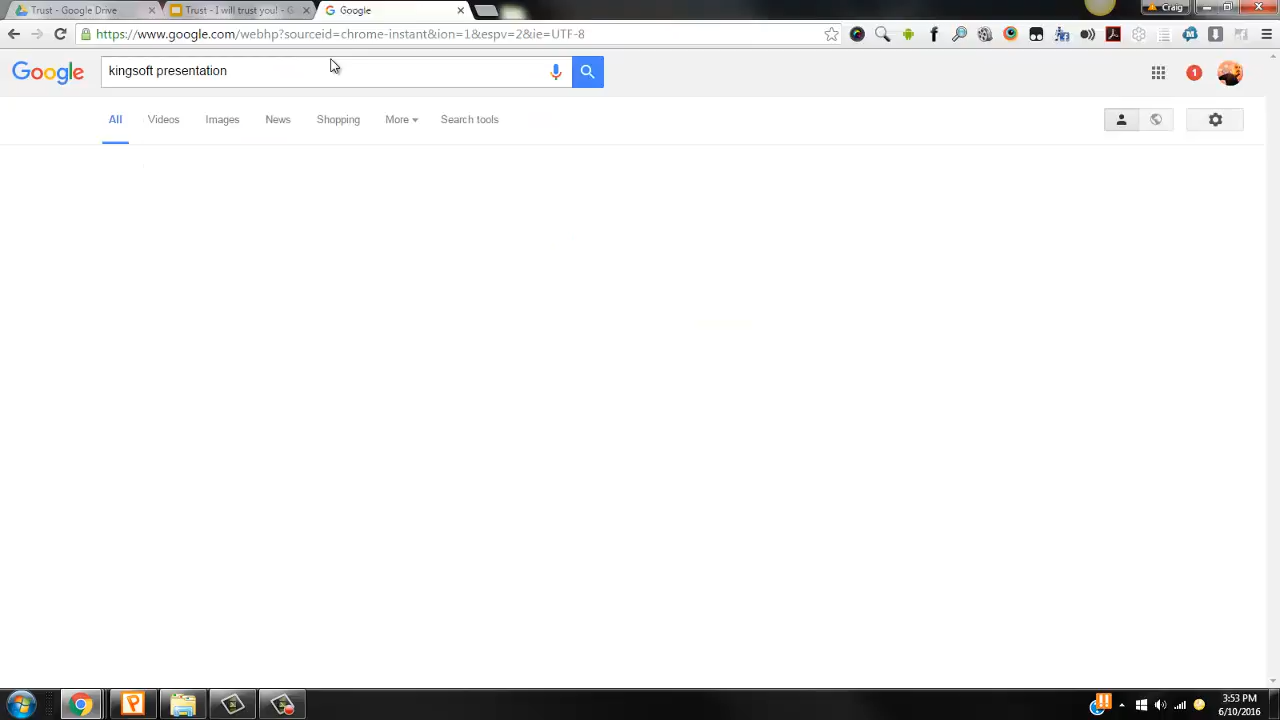 Trust - Google Drive
Trust - I will trust you! - G
Google
Craig
https://www.google.com/webhp?sourceid=chrome-instant&ion=1&espv=2&ie=UTF-8
Google
kingsoft presentation
1
All
Videos
Images
News
Shopping
More
Search tools
3:53 PM
6/10/2016